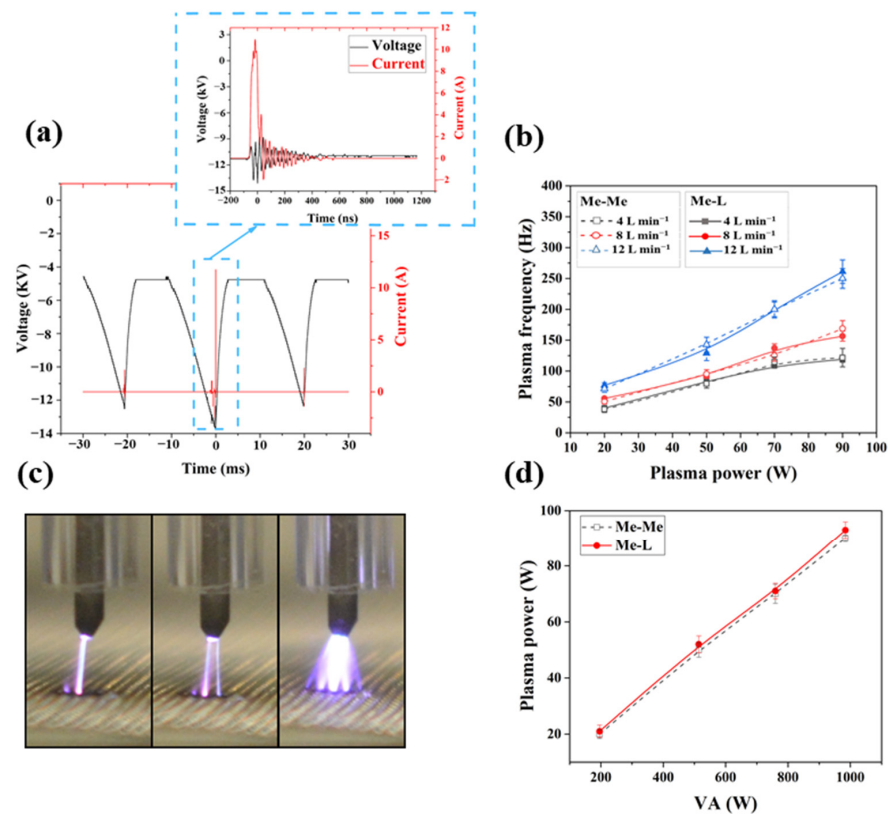 (a)
Voltage
Current
Voltage (kV)
3
0
−3
−6
−9
−12
−15
Current (A)
12
10
8
6
4
2
0
−2
−200 0 200 400 600 800 1000 1200
Time (ns)
Voltage (KV)
0
−2
−4
−6
−8
−10
−12
−14
Current (A)
15
10
5
0
−30 −20 −10 0 10 20 30
Time (ms)
(b)
Me-Me Me-L
4 L min⁻¹ 4 L min⁻¹
8 L min⁻¹ 8 L min⁻¹
12 L min⁻¹ 12 L min⁻¹
Plasma frequency (Hz)
400
350
300
250
200
150
100
50
0
10 20 30 40 50 60 70 80 90 100
Plasma power (W)
(c)
(d)
Me-Me
Me-L
Plasma power (W)
100
80
60
40
20
200 400 600 800 1000
VA (W)